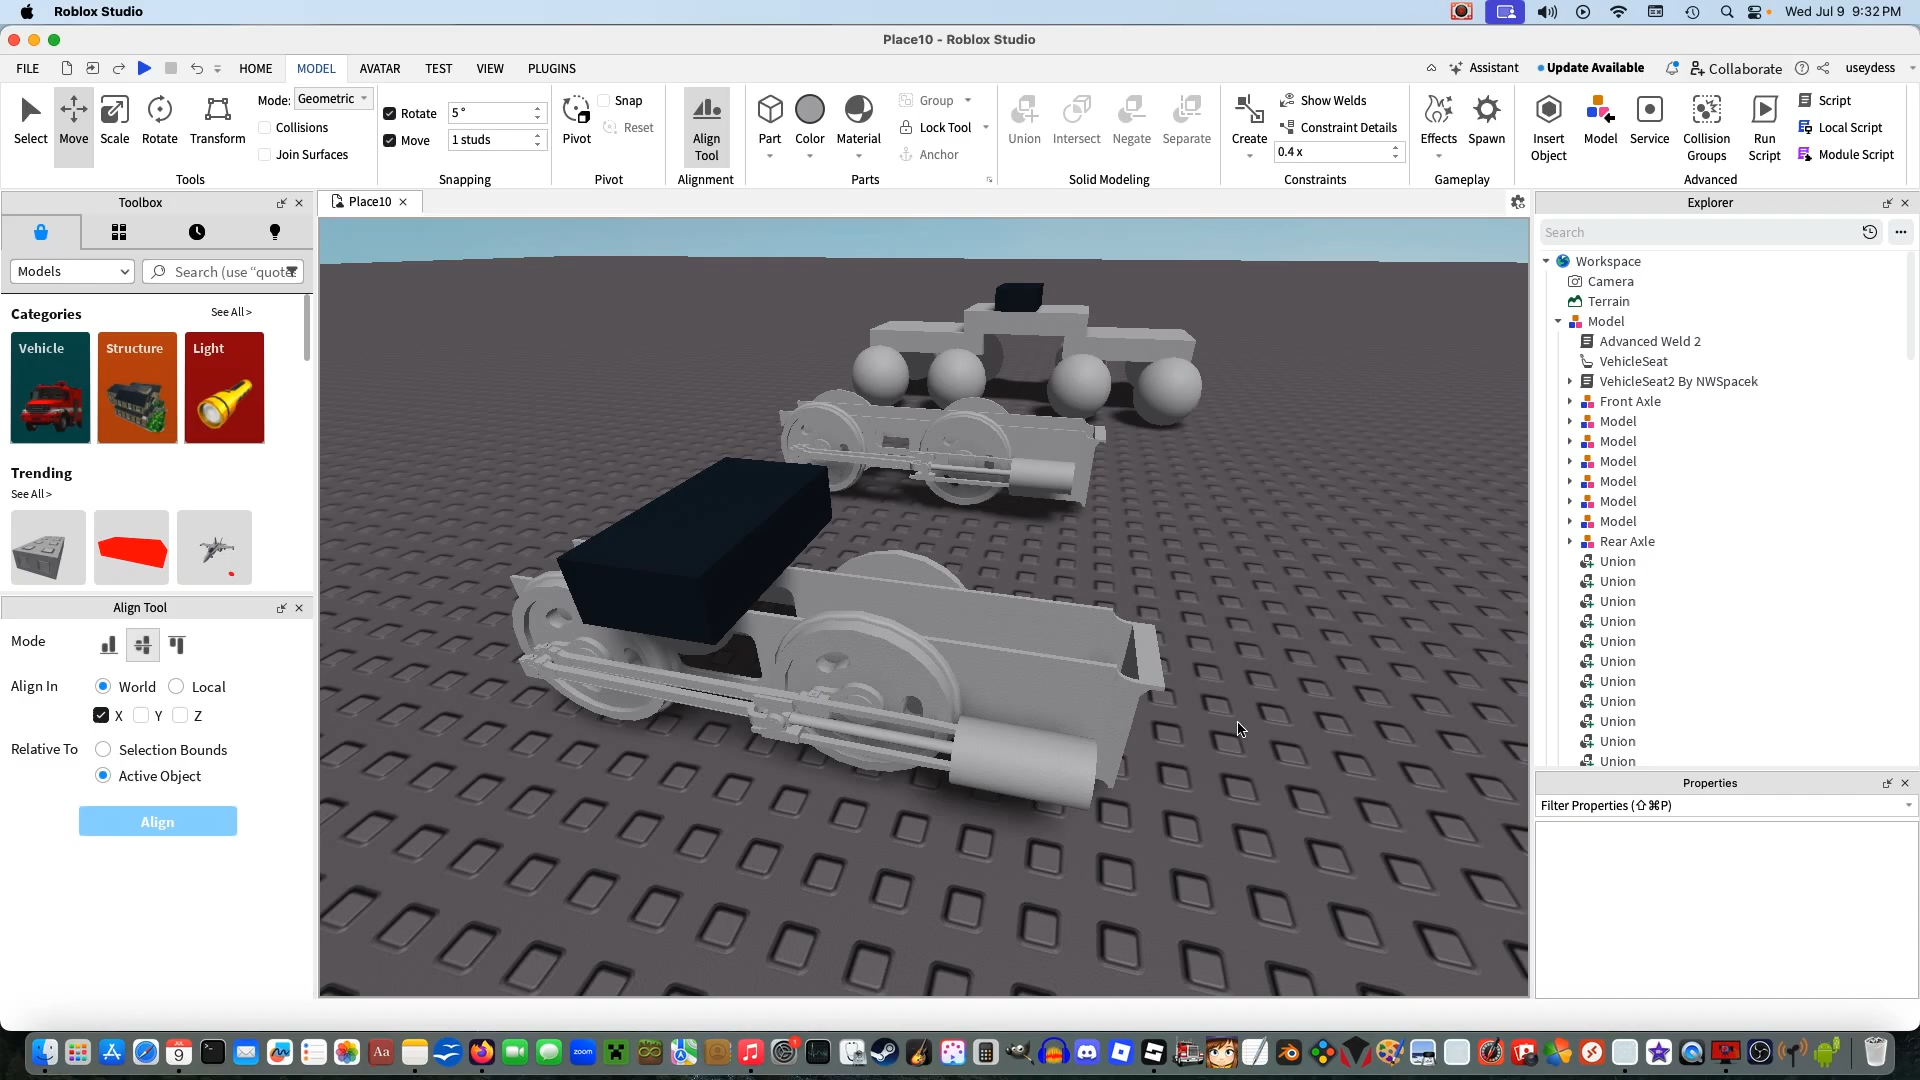 Roblox Studio
Wed Jul 9 9:32 PM
Place10 - Roblox Studio
FILE HOME MODEL AVATAR TEST VIEW PLUGINS
Assistant Update Available Collaborate useydess
Select Move Scale Rotate Transform
Mode: Geometric
Collisions
Join Surfaces
Tools
Rotate 5°
Move 1 studs
Snapping
Pivot
Snap
Reset
Pivot
Align Tool
Alignment
Part Color Material
Group
Lock Tool
Anchor
Parts
Union Intersect Negate Separate
Solid Modeling
Create
Show Welds
Constraint Details
0.4 x
Constraints
Effects Spawn
Gameplay
Insert Object
Model
Service
Collision Groups
Run Script
Script
Local Script
Module Script
Advanced
Toolbox
Models
Search (use "quote
Categories
See All >
Vehicle Structure Light
Trending
See All >
Align Tool
Mode
Align In World Local
X Y Z
Relative To Selection Bounds
Active Object
Align
Place10
Explorer
Search
Workspace
Camera
Terrain
Model
Advanced Weld 2
VehicleSeat
VehicleSeat2 By NWSpacek
Front Axle
Model
Model
Model
Model
Model
Model
Rear Axle
Union
Union
Union
Union
Union
Union
Union
Union
Union
Union
Union
Properties
Filter Properties (⇧⌘P)
JUL
9
Aa
zoom